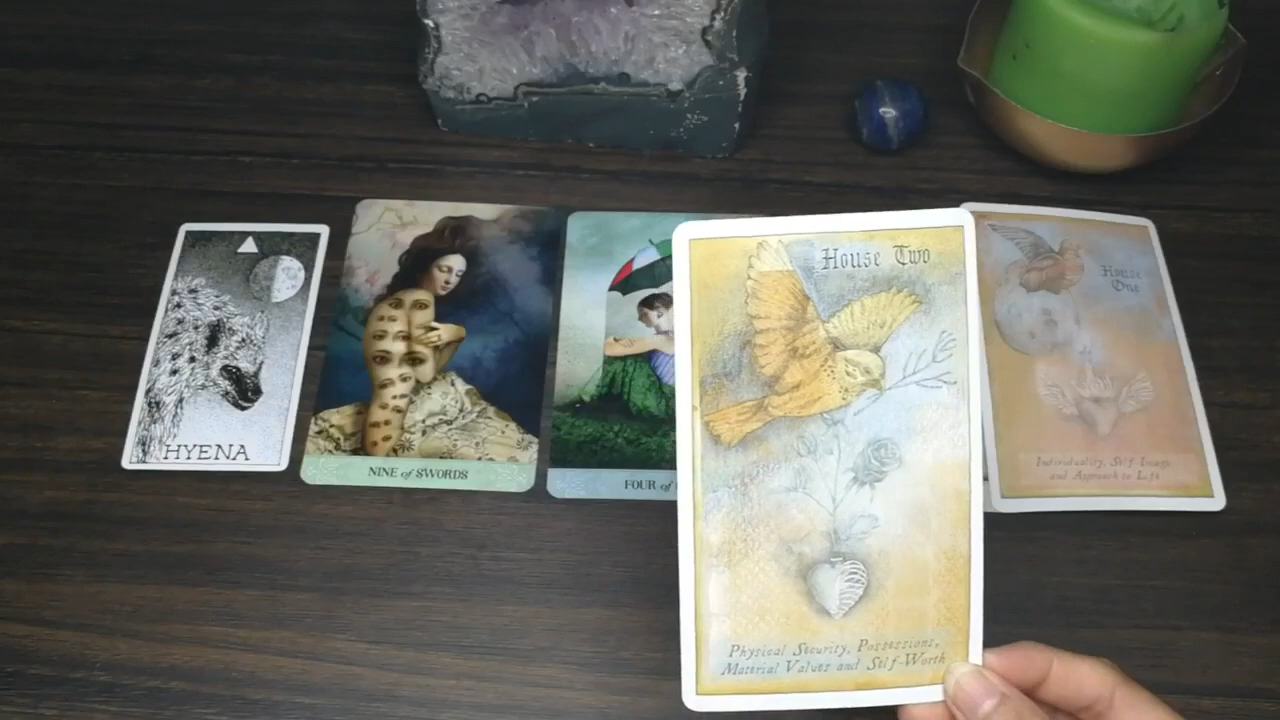 HYENA
NINE of SWORDS
FOUR of
House Two
Physical Security, Possessions,
Material Values and Self-Worth
House
One
Individuality, Self-Image
and Approach to Life